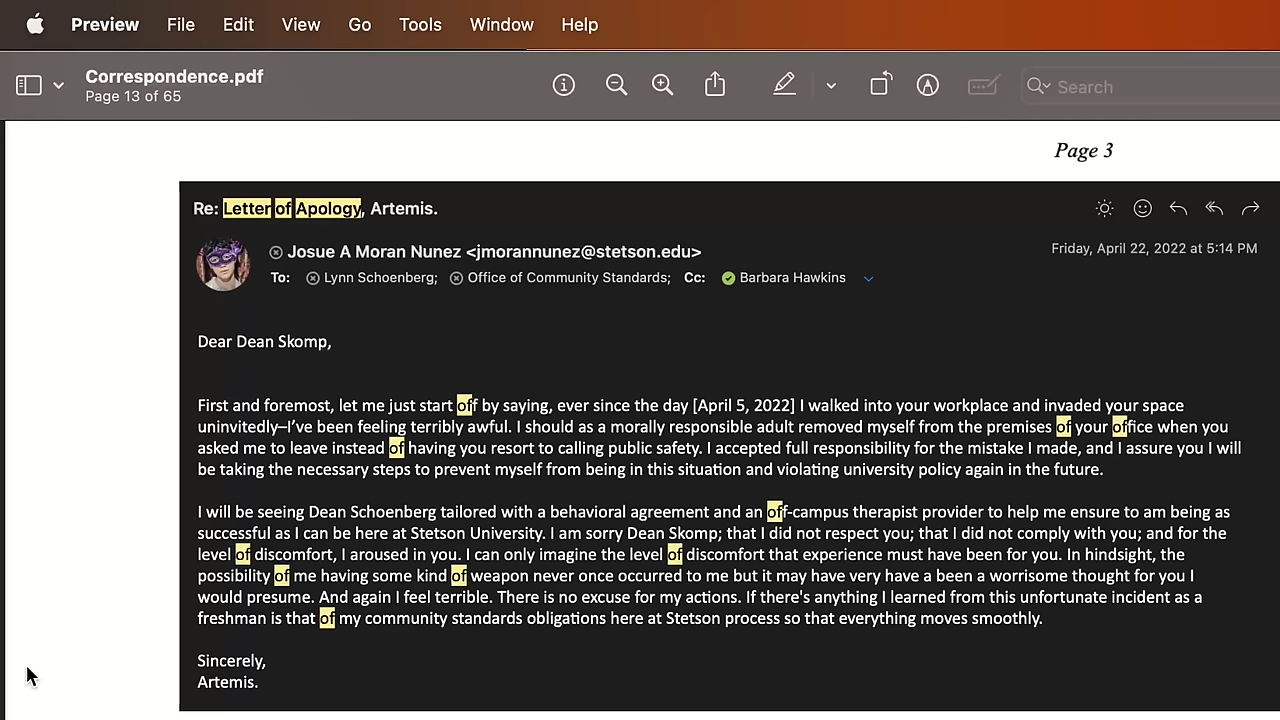 Preview File Edit View Go Tools Window Help
Correspondence.pdf
Page 13 of 65
Search
Page 3
Re: Letter of Apology, Artemis.
Josue A Moran Nunez <jmorannunez@stetson.edu>
Friday, April 22, 2022 at 5:14 PM
To: Lynn Schoenberg; Office of Community Standards; Cc: Barbara Hawkins
Dear Dean Skomp,
First and foremost, let me just start off by saying, ever since the day [April 5, 2022] I walked into your workplace and invaded your space
uninvitedly–I've been feeling terribly awful. I should as a morally responsible adult removed myself from the premises of your office when you
asked me to leave instead of having you resort to calling public safety. I accepted full responsibility for the mistake I made, and I assure you I will
be taking the necessary steps to prevent myself from being in this situation and violating university policy again in the future.
I will be seeing Dean Schoenberg tailored with a behavioral agreement and an off-campus therapist provider to help me ensure to am being as
successful as I can be here at Stetson University. I am sorry Dean Skomp; that I did not respect you; that I did not comply with you; and for the
level of discomfort, I aroused in you. I can only imagine the level of discomfort that experience must have been for you. In hindsight, the
possibility of me having some kind of weapon never once occurred to me but it may have very have a been a worrisome thought for you I
would presume. And again I feel terrible. There is no excuse for my actions. If there's anything I learned from this unfortunate incident as a
freshman is that of my community standards obligations here at Stetson process so that everything moves smoothly.
Sincerely,
Artemis.